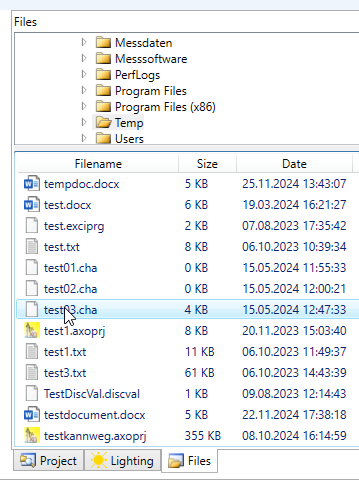 Files
Messdaten
Messsoftware
PerfLogs
Program Files
Program Files (x86)
Temp
Users
Filename Size Date
tempdoc.docx 5 KB 25.11.2024 13:43:07
test.docx 6 KB 19.03.2024 16:21:27
test.exciprg 2 KB 07.08.2023 17:35:42
test.txt 8 KB 06.10.2023 10:39:34
test01.cha 0 KB 15.05.2024 11:55:33
test02.cha 0 KB 15.05.2024 12:00:21
test03.cha 4 KB 15.05.2024 12:47:33
test1.axoprj 8 KB 20.11.2023 15:03:40
test1.txt 11 KB 06.10.2023 11:49:37
test3.txt 61 KB 06.10.2023 14:43:39
TestDiscVal.discval 1 KB 09.08.2023 12:14:43
testdocument.docx 5 KB 22.11.2024 17:38:18
testkannweg.axoprj 355 KB 08.10.2024 16:14:59
Project Lighting Files